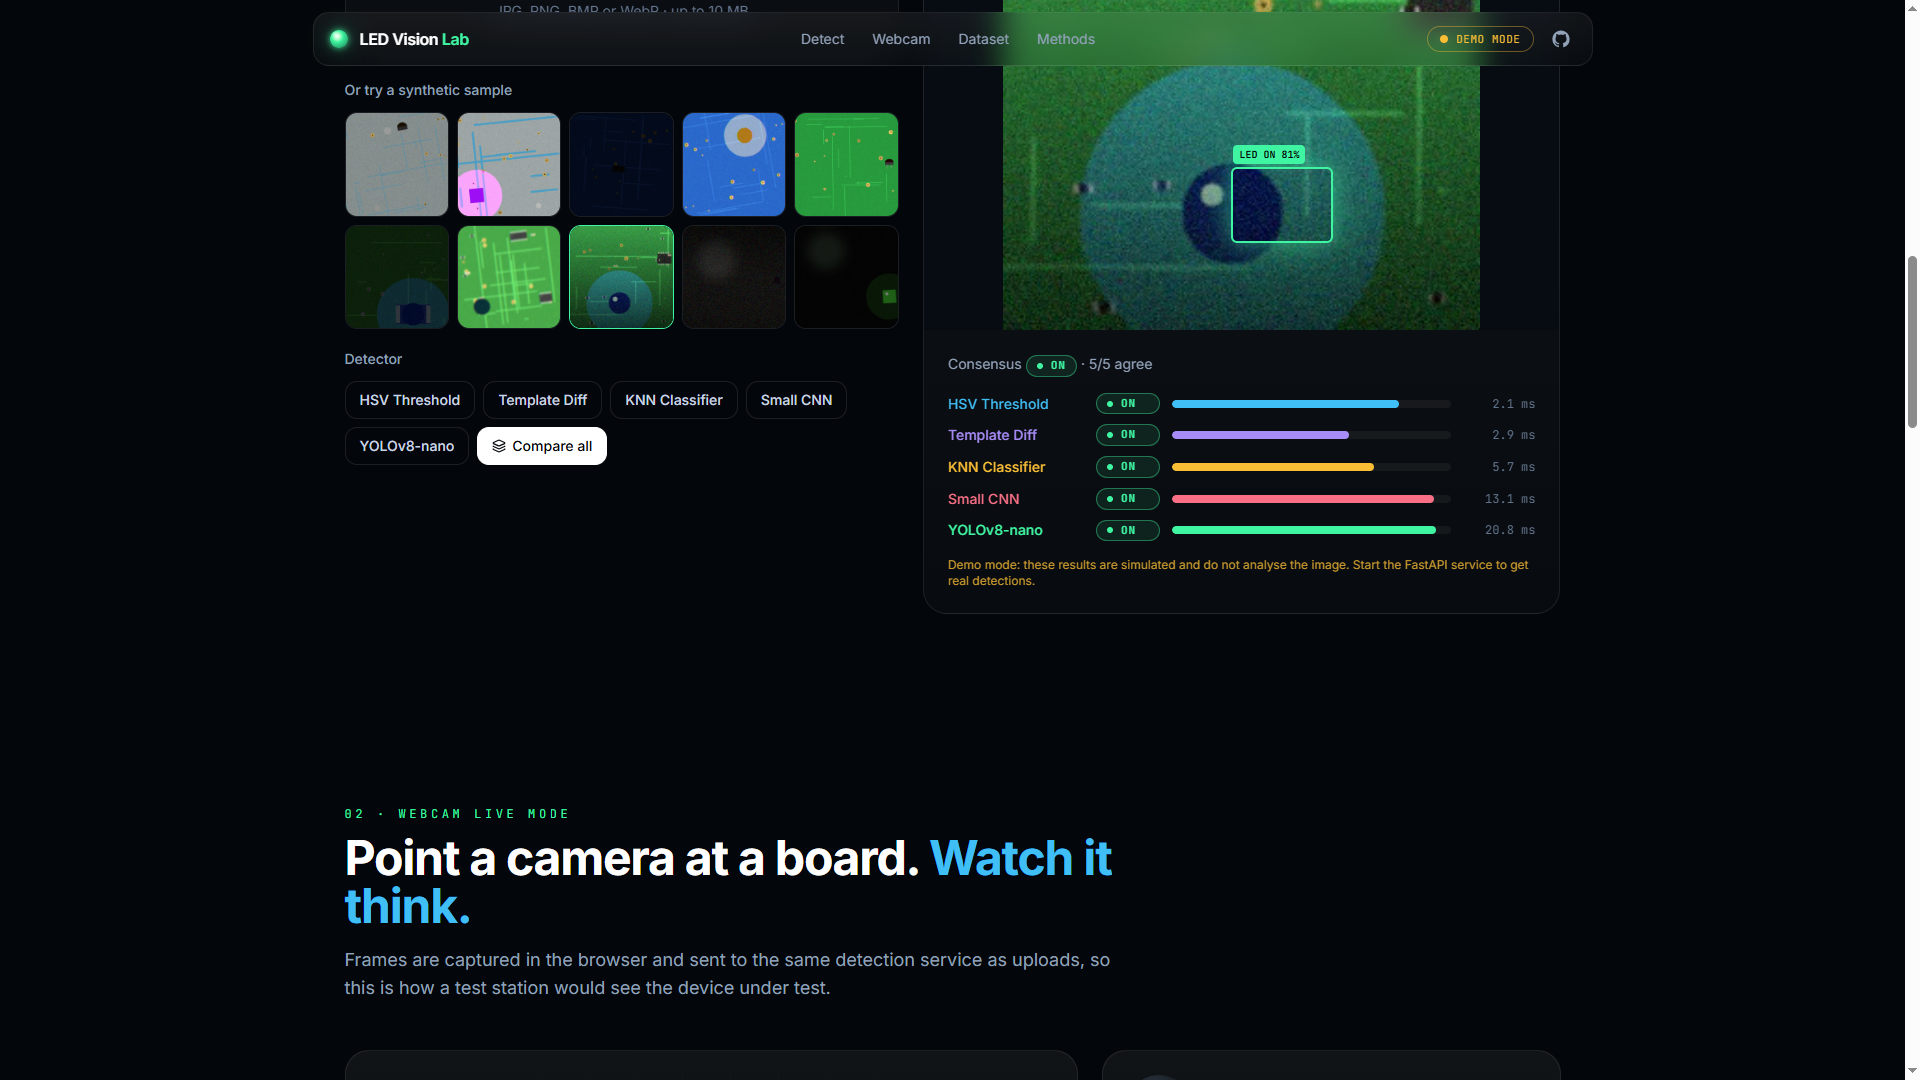 JPG, PNG, BMP or WebP · up to 10 MB
LED Vision Lab
Detect
Webcam
Dataset
Methods
DEMO MODE
Or try a synthetic sample
LED ON 81%
Detector
HSV Threshold
Template Diff
KNN Classifier
Small CNN
YOLOv8-nano
Compare all
Consensus ON · 5/5 agree
HSV Threshold ON 2.1 ms
Template Diff ON 2.9 ms
KNN Classifier ON 5.7 ms
Small CNN ON 13.1 ms
YOLOv8-nano ON 20.8 ms
Demo mode: these results are simulated and do not analyse the image. Start the FastAPI service to get
real detections.
02 · WEBCAM LIVE MODE
Point a camera at a board. Watch it
think.
Frames are captured in the browser and sent to the same detection service as uploads, so
this is how a test station would see the device under test.